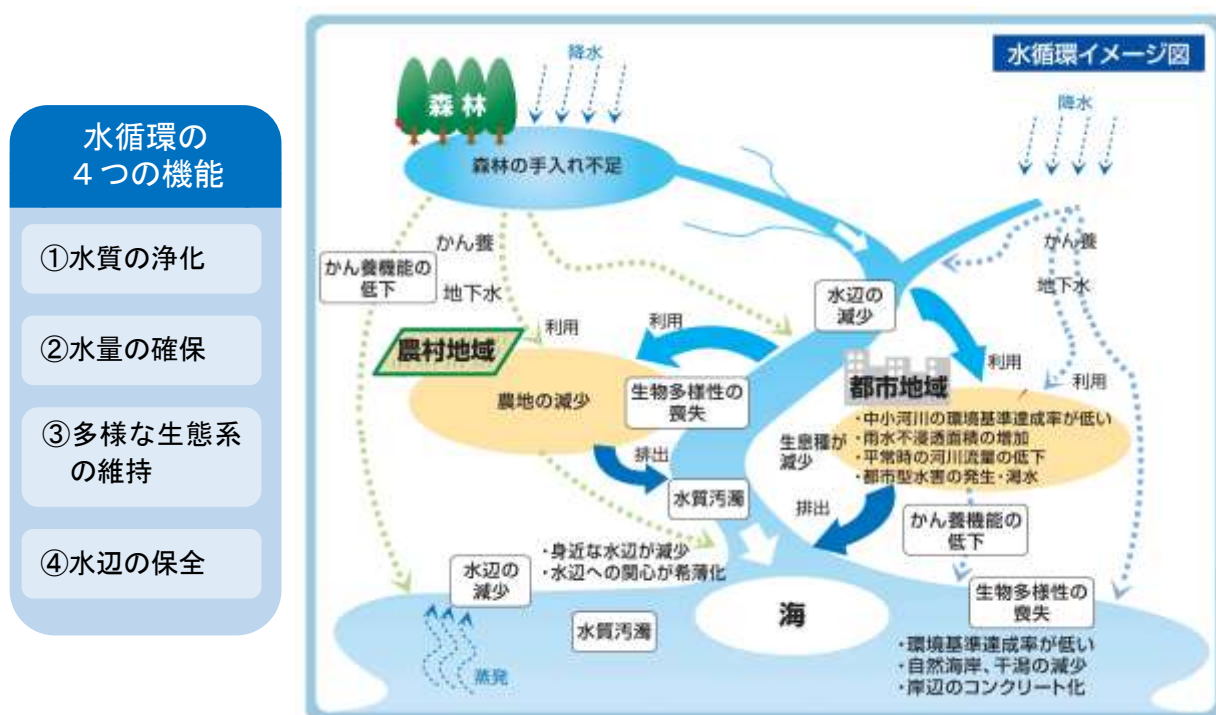 水循環の
4つの機能
①水質の浄化
②水量の確保
③多様な生態系
の維持
④水辺の保全
水循環イメージ図
降水
森林
森林の手入れ不足
降水
かん養
かん養機能の
低下
地下水
かん養
地下水
水辺の
減少
利用
利用
利用
利用
農村地域
農地の減少
生物多様性の
喪失
都市地域
・中小河川の環境基準達成率が低い
・雨水不浸透面積の増加
・平常時の河川流量の低下
・都市型水害の発生・渇水
生息種が
減少
排出
水質汚濁
排出
かん養機能の
低下
・身近な水辺が減少
・水辺への関心が希薄化
水辺の
減少
海
水質汚濁
生物多様性の
喪失
・環境基準達成率が低い
・自然海岸、干潟の減少
・岸辺のコンクリート化
蒸発